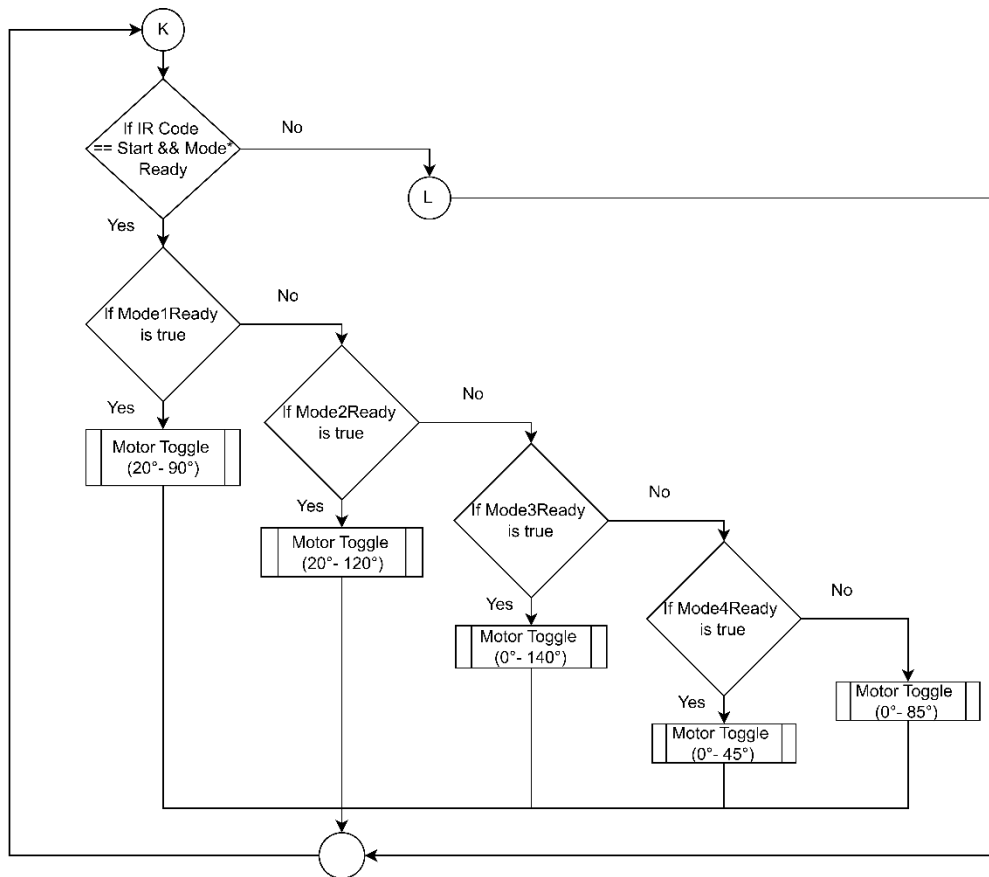 K
If IR Code
== Start && Mode*
Ready
No
L
Yes
If Mode1Ready
is true
No
Yes
Motor Toggle
(20°- 90°)
If Mode2Ready
is true
No
Yes
Motor Toggle
(20°- 120°)
If Mode3Ready
is true
No
Yes
Motor Toggle
(0°- 140°)
If Mode4Ready
is true
No
Yes
Motor Toggle
(0°- 45°)
Motor Toggle
(0°- 85°)